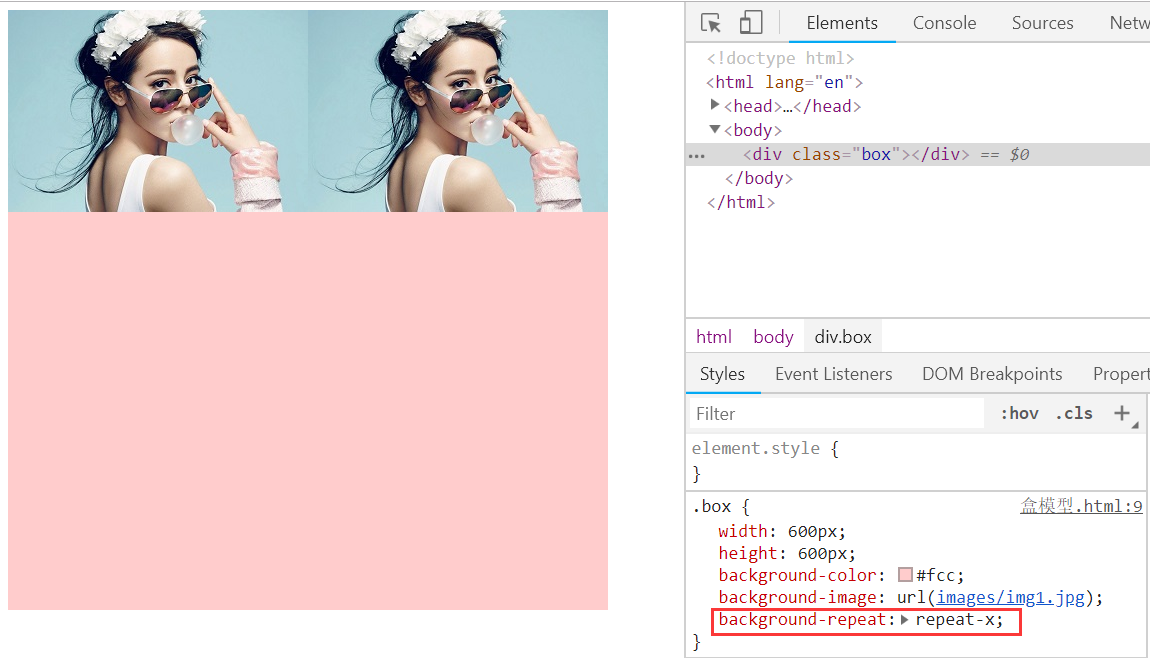 Elements Console Sources Netw
<!doctype html>
<html lang="en">
▶<head>…</head>
▼<body>
… <div class="box"></div> == $0
</body>
</html>
html body div.box
Styles Event Listeners DOM Breakpoints Propert
Filter :hov .cls +
element.style {
}
.box { 盒模型.html:9
width: 600px;
height: 600px;
background-color: #fcc;
background-image: url(images/img1.jpg);
background-repeat:▶repeat-x;
}